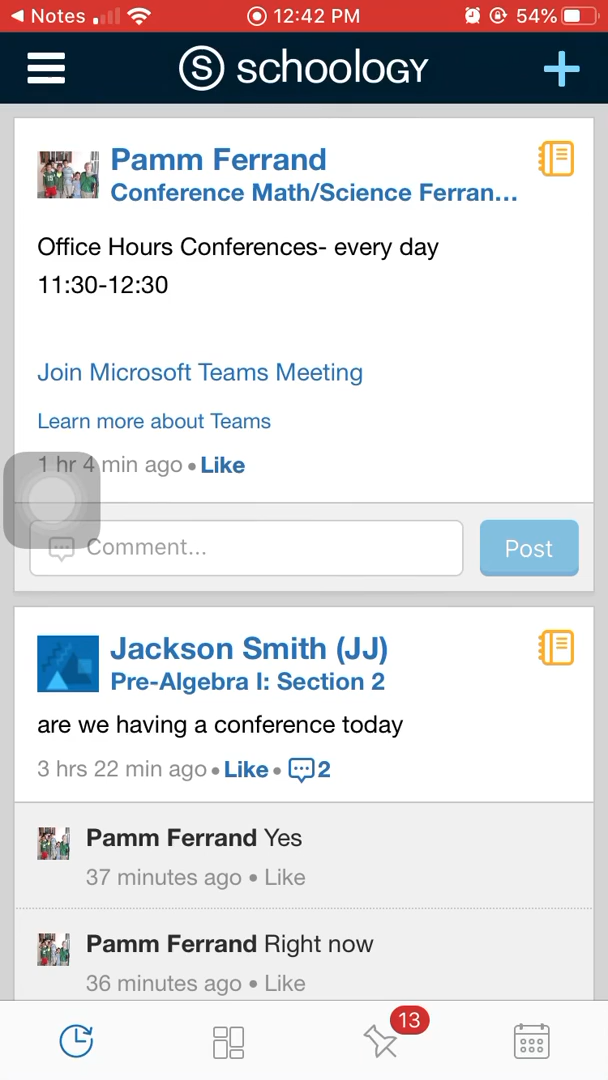 Notes 12:42 PM 54%
S schoology
Pamm Ferrand
Conference Math/Science Ferran...
Office Hours Conferences- every day
11:30-12:30
Join Microsoft Teams Meeting
Learn more about Teams
1 hr 4 min ago • Like
Comment... Post
Jackson Smith (JJ)
Pre-Algebra I: Section 2
are we having a conference today
3 hrs 22 min ago • Like • 2
Pamm Ferrand Yes
37 minutes ago • Like
Pamm Ferrand Right now
36 minutes ago • Like
13